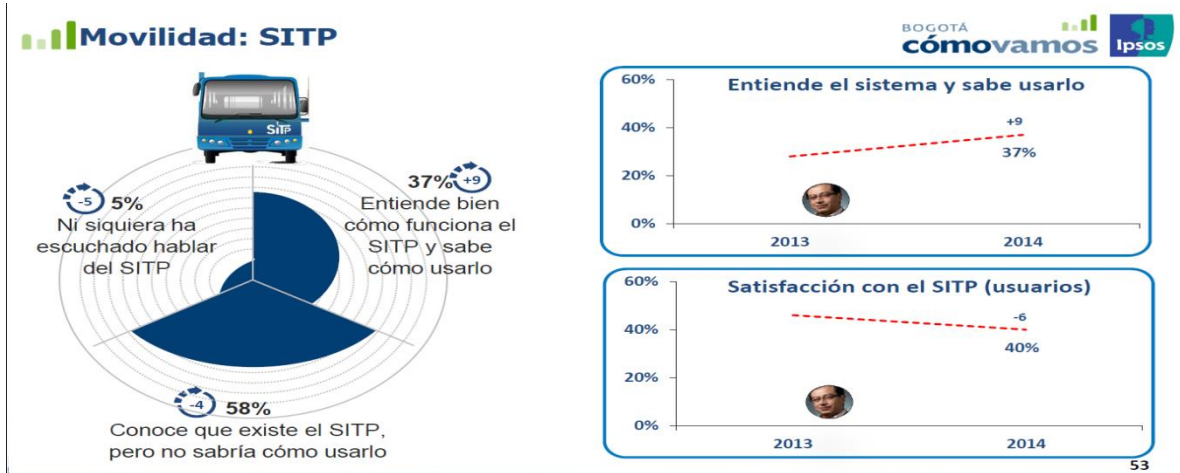 Movilidad: SITP
BOGOTÁ
cómovamos
Ipsos
SiTP
-5 5%
Ni siquiera ha
escuchado hablar
del SITP
37% +9
Entiende bien
cómo funciona el
SITP y sabe
cómo usarlo
-4 58%
Conoce que existe el SITP,
pero no sabría cómo usarlo
Entiende el sistema y sabe usarlo
60%
40%
20%
0%
+9
37%
2013
2014
Satisfacción con el SITP (usuarios)
60%
40%
20%
0%
-6
40%
2013
2014
53